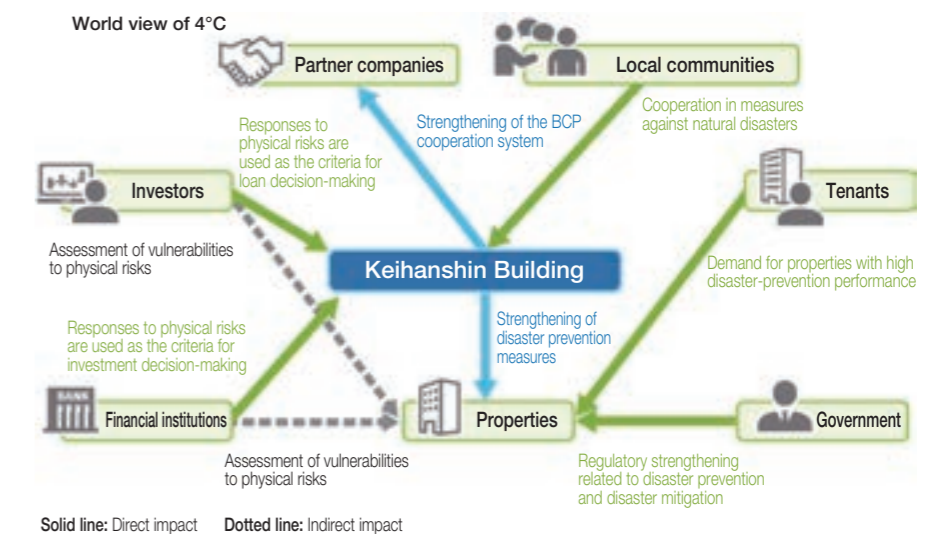 World view of 4°C
Partner companies
Local communities
Responses to
physical risks are
used as the criteria for
loan decision-making
Strengthening of the BCP
cooperation system
Cooperation in measures
against natural disasters
Investors
Tenants
Assessment of vulnerabilities
to physical risks
Keihanshin Building
Demand for properties with high
disaster-prevention performance
Responses to physical risks
are used as the criteria for
investment decision-making
Strengthening of
disaster prevention
measures
BANK
Financial institutions
Properties
Government
Assessment of vulnerabilities
to physical risks
Regulatory strengthening
related to disaster prevention
and disaster mitigation
Solid line: Direct impact Dotted line: Indirect impact